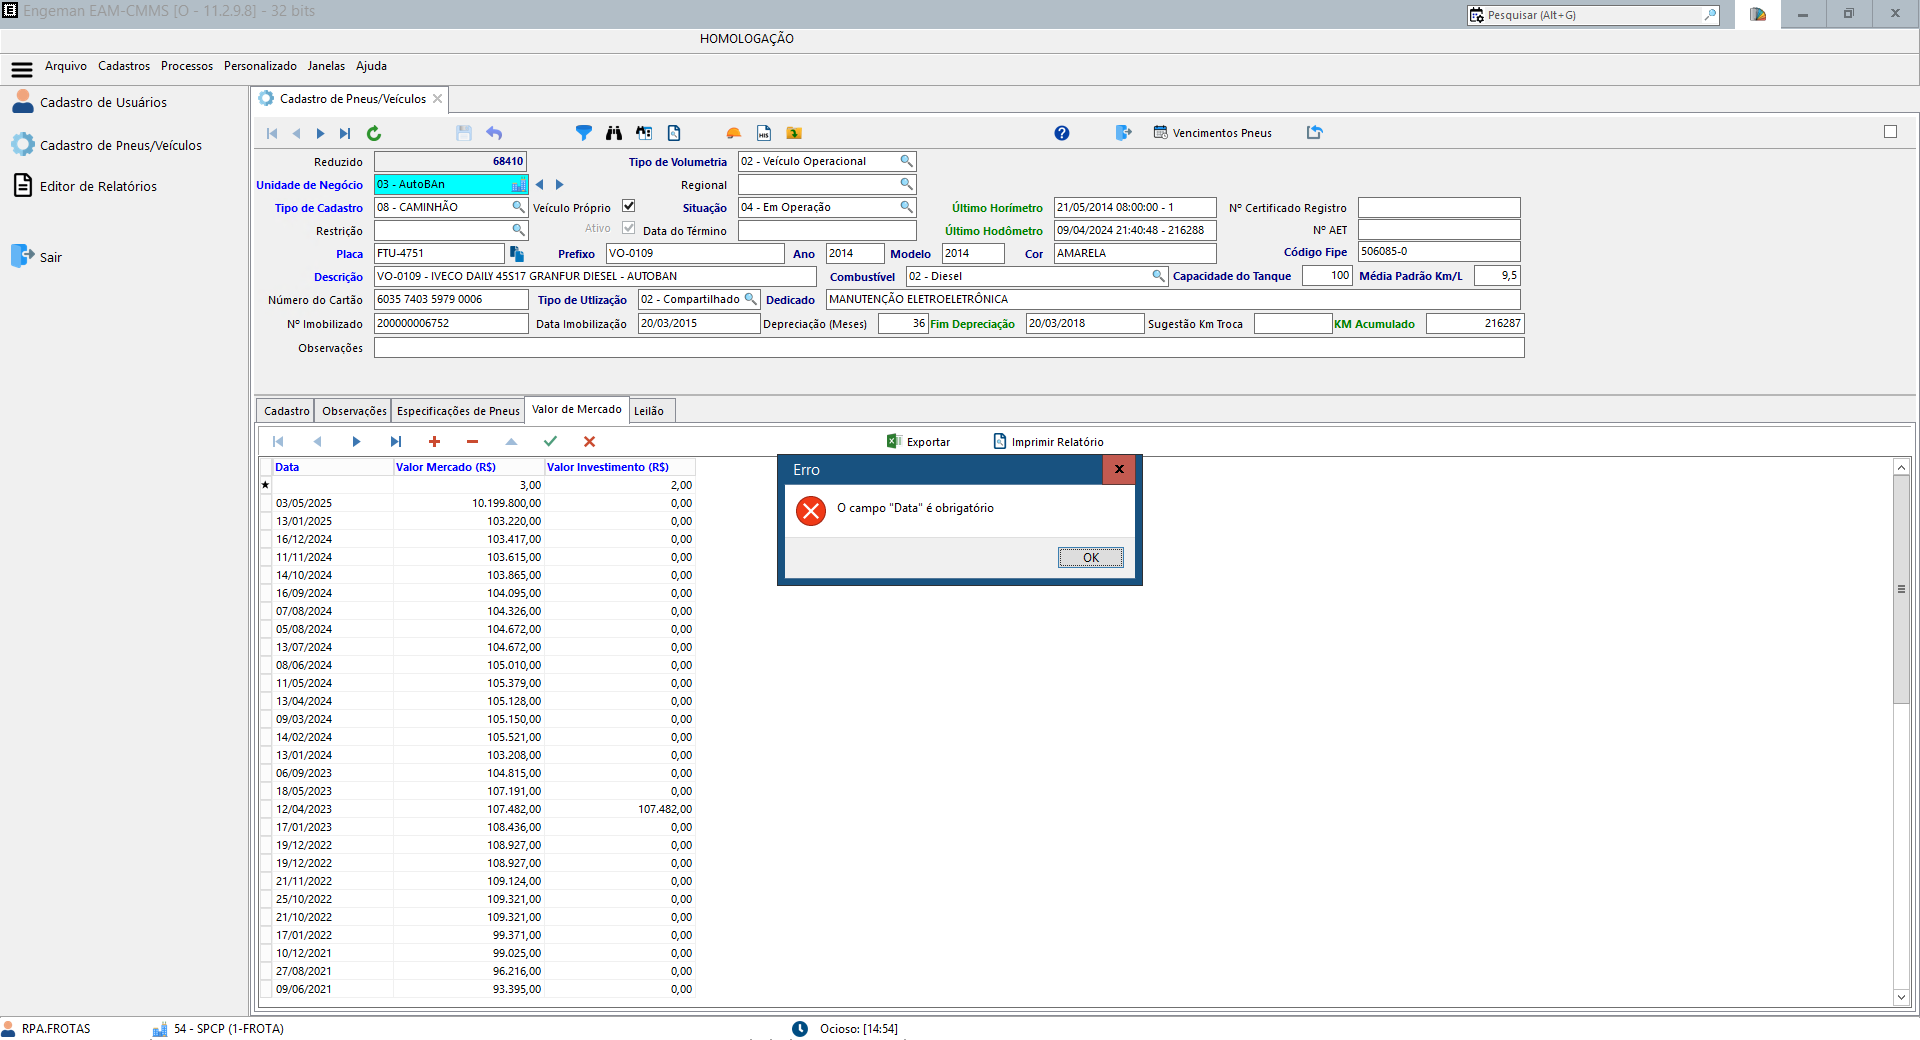 Engeman EAM-CMMS [O - 11.2.9.8] - 32 bits
Pesquisar (Alt+G)
HOMOLOGAÇÃO
Arquivo Cadastros Processos Personalizado Janelas Ajuda
Cadastro de Usuários
Cadastro de Pneus/Veículos
Editor de Relatórios
Sair
Cadastro de Pneus/Veículos
HIS
Vencimentos Pneus
Reduzido 68410 Tipo de Volumetria 02 - Veículo Operacional
Unidade de Negócio 03 - AutoBAn Regional
Tipo de Cadastro 08 - CAMINHÃO Veículo Próprio Situação 04 - Em Operação Último Horímetro 21/05/2014 08:00:00 - 1 Nº Certificado Registro
Restrição Ativo Data do Término Último Hodômetro 09/04/2024 21:40:48 - 216288 Nº AET
Placa FTU-4751 Prefixo VO-0109 Ano 2014 Modelo 2014 Cor AMARELA Código Fipe 506085-0
Descrição VO-0109 - IVECO DAILY 45S17 GRANFUR DIESEL - AUTOBAN Combustível 02 - Diesel Capacidade do Tanque 100 Média Padrão Km/L 9,5
Número do Cartão 6035 7403 5979 0006 Tipo de Utlização 02 - Compartilhado Dedicado MANUTENÇÃO ELETROELETRÔNICA
Nº Imobilizado 200000006752 Data Imobilização 20/03/2015 Depreciação (Meses) 36 Fim Depreciação 20/03/2018 Sugestão Km Troca KM Acumulado 216287
Observações
Cadastro Observações Especificações de Pneus Valor de Mercado Leilão
Exportar Imprimir Relatório
Data Valor Mercado (R$) Valor Investimento (R$)
3,00 2,00
03/05/2025 10.199.800,00 0,00
13/01/2025 103.220,00 0,00
16/12/2024 103.417,00 0,00
11/11/2024 103.615,00 0,00
14/10/2024 103.865,00 0,00
16/09/2024 104.095,00 0,00
07/08/2024 104.326,00 0,00
05/08/2024 104.672,00 0,00
13/07/2024 104.672,00 0,00
08/06/2024 105.010,00 0,00
11/05/2024 105.379,00 0,00
13/04/2024 105.128,00 0,00
09/03/2024 105.150,00 0,00
14/02/2024 105.521,00 0,00
13/01/2024 103.208,00 0,00
06/09/2023 104.815,00 0,00
18/05/2023 107.191,00 0,00
12/04/2023 107.482,00 107.482,00
17/01/2023 108.436,00 0,00
19/12/2022 108.927,00 0,00
19/12/2022 108.927,00 0,00
21/11/2022 109.124,00 0,00
25/10/2022 109.321,00 0,00
21/10/2022 109.321,00 0,00
17/01/2022 99.371,00 0,00
10/12/2021 99.025,00 0,00
27/08/2021 96.216,00 0,00
09/06/2021 93.395,00 0,00
Erro
O campo "Data" é obrigatório
OK
RPA.FROTAS 54 - SPCP (1-FROTA) Ocioso: [14:54]